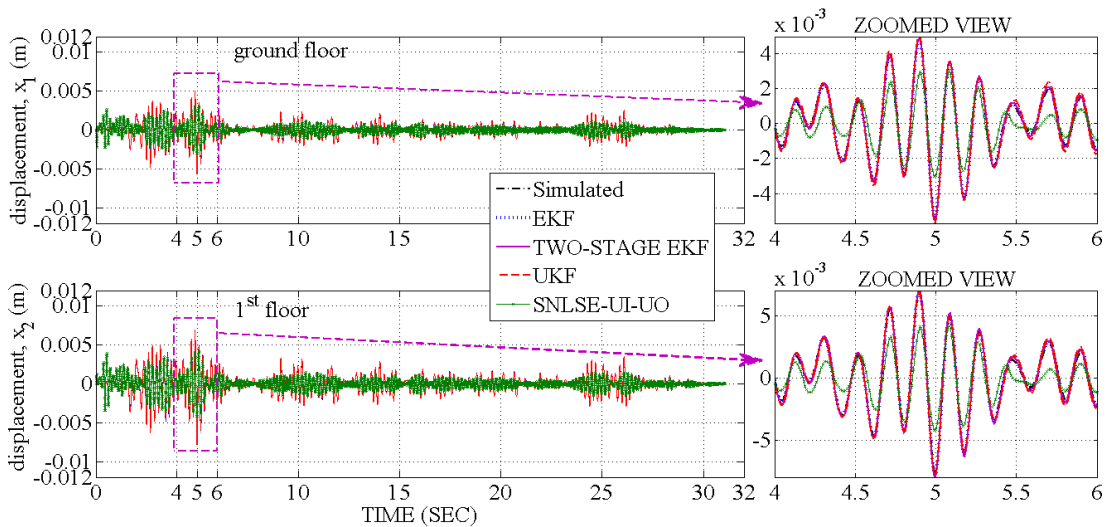 displacement, x1 (m)
0.012
0.01
0.005
0
-0.005
-0.01
-0.012
ground floor
0 4 5 6 10 15 25 32
x 10-3
ZOOMED VIEW
4
2
0
-2
-4
4 4.5 5 5.5 6
Simulated
EKF
TWO-STAGE EKF
UKF
SNLSE-UI-UO
displacement, x2 (m)
0.012
0.01
0.005
0
-0.005
-0.01
-0.012
1st floor
0 4 5 6 10 15 20 25 30 32
TIME (SEC)
x 10-3
ZOOMED VIEW
5
0
-5
4 4.5 5 5.5 6